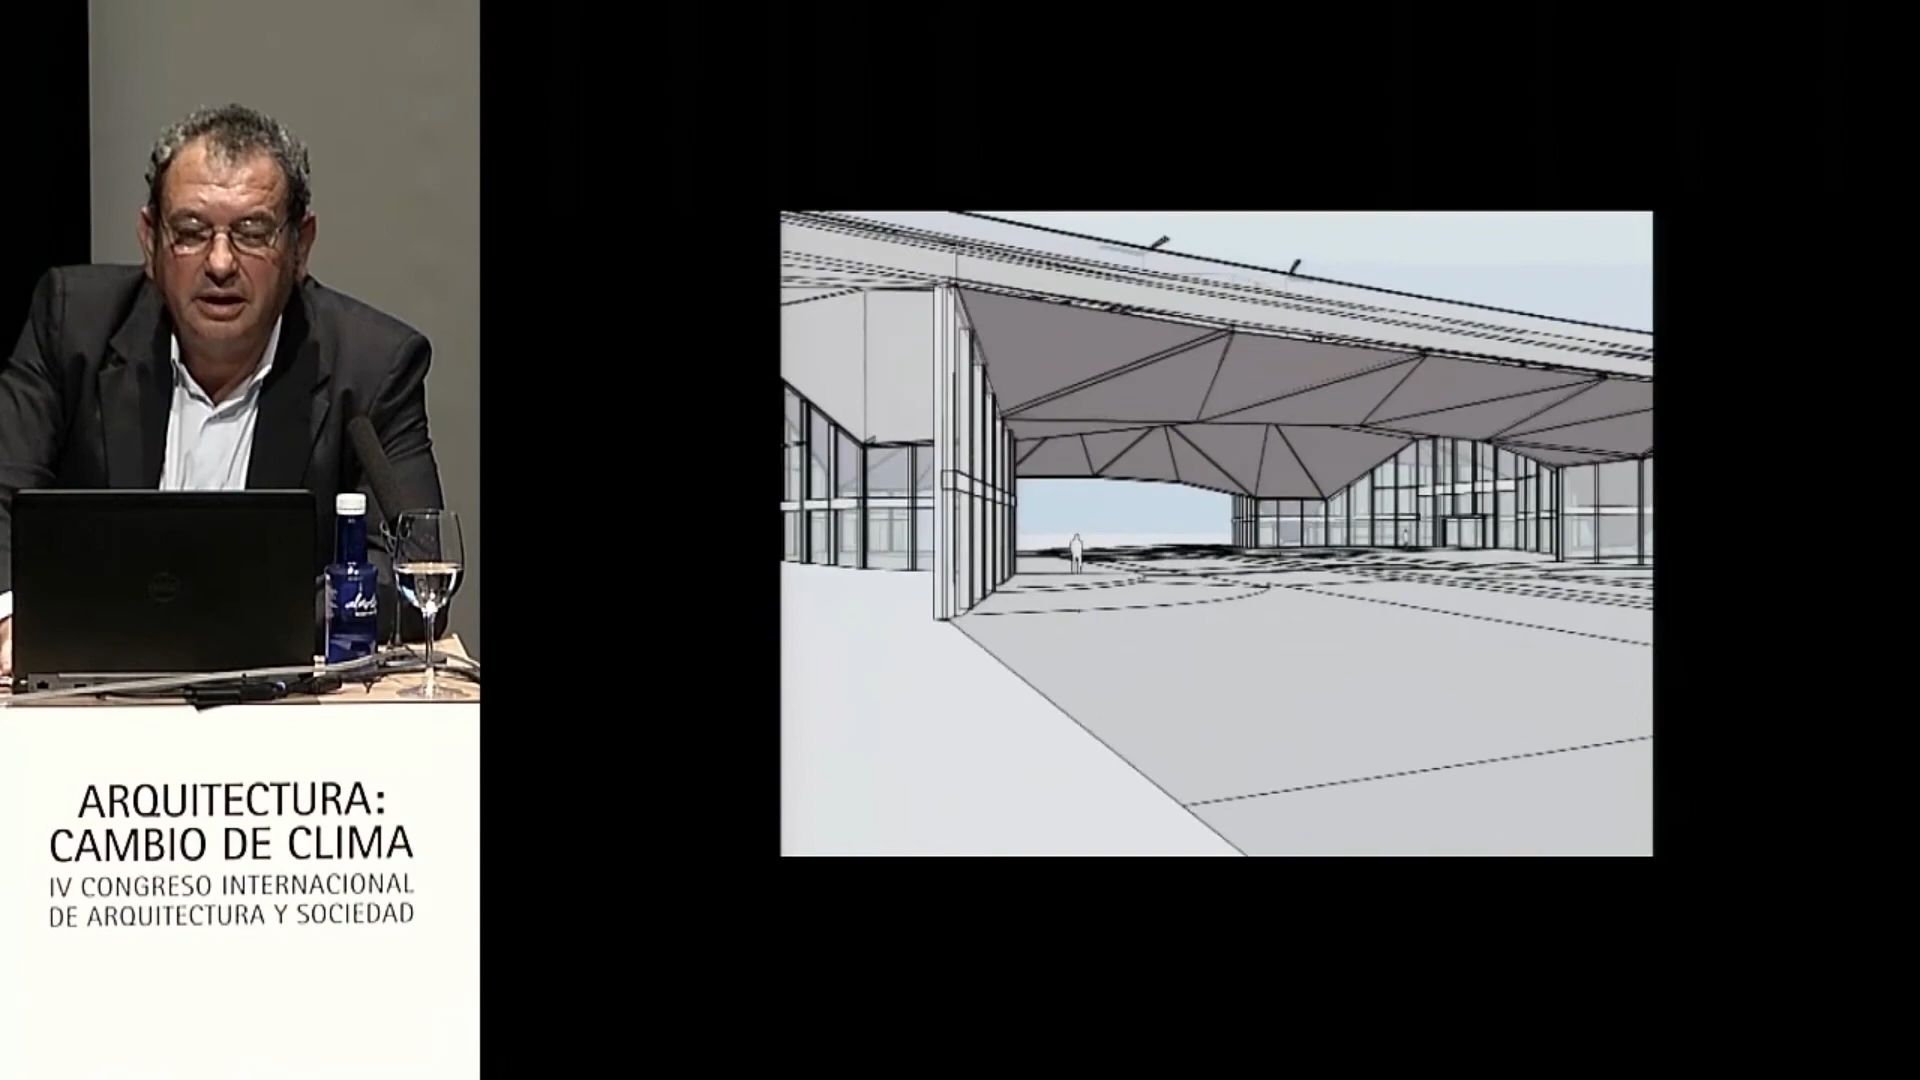 ARQUITECTURA:
CAMBIO DE CLIMA
IV CONGRESO INTERNACIONAL
DE ARQUITECTURA Y SOCIEDAD